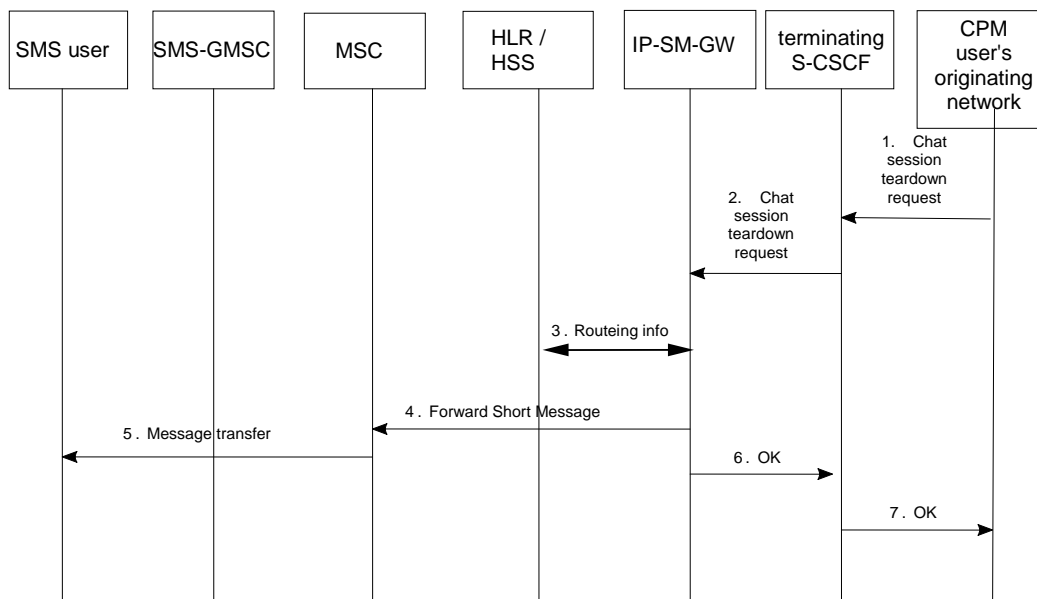 SMS user
SMS-GMSC
MSC
HLR /
HSS
IP-SM-GW
terminating
S-CSCF
CPM
user's
originating
network
1. Chat
session
teardown
request
2. Chat
session
teardown
request
3 . Routeing info
4 . Forward Short Message
5 . Message transfer
6 . OK
7 . OK